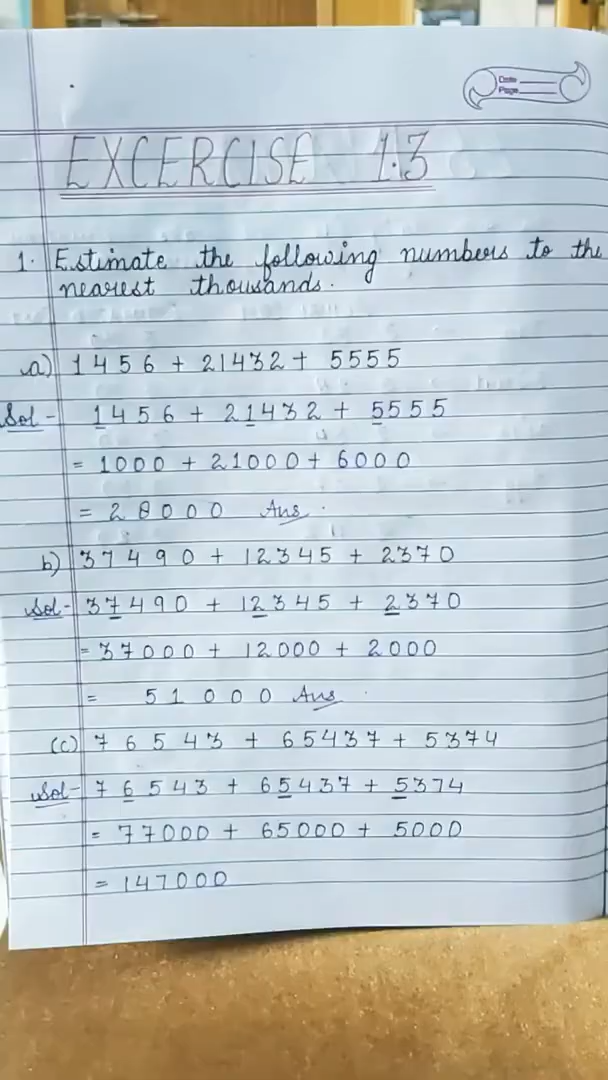 Date
Page
EXCERCISE 1.3
1. Estimate the following numbers to the
nearest thousands.
a) 1456 + 21432 + 5555
Sol - 1456 + 21432 + 5555
= 1000 + 21000 + 6000
= 28000 Ans.
b) 37490 + 12345 + 2370
Sol - 37490 + 12345 + 2370
= 37000 + 12000 + 2000
= 51000 Ans
(c) 76543 + 65437 + 5374
Sol - 76543 + 65437 + 5374
= 77000 + 65000 + 5000
= 147000